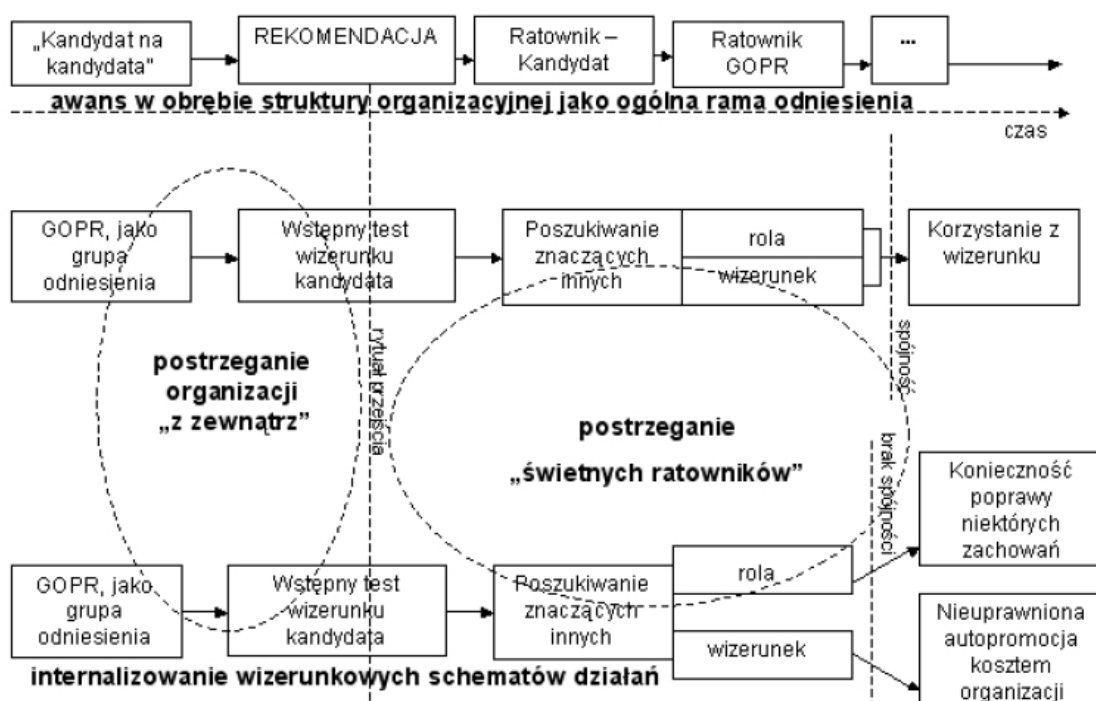 „Kandydat na
kandydata"
REKOMENDACJA
Ratownik –
Kandydat
Ratownik
GOPR
...
awans w obrębie struktury organizacyjnej jako ogólna rama odniesienia
czas
GOPR, jako
grupa
odniesienia
Wstępny test
wizerunku
kandydata
Poszukiwanie
znaczących
innych
rola
wizerunek
Korzystanie z
wizerunku
rytuał przejścia
spójność
postrzeganie
organizacji
„z zewnątrz”
postrzeganie
„świetnych ratowników”
brak spójności
Konieczność
poprawy
niektórych
zachowań
GOPR, jako
grupa
odniesienia
Wstępny test
wizerunku
kandydata
Poszukiwanie
znaczących
innych
rola
wizerunek
Nieuprawniona
autopromocja
kosztem
organizacji
internalizowanie wizerunkowych schematów działań